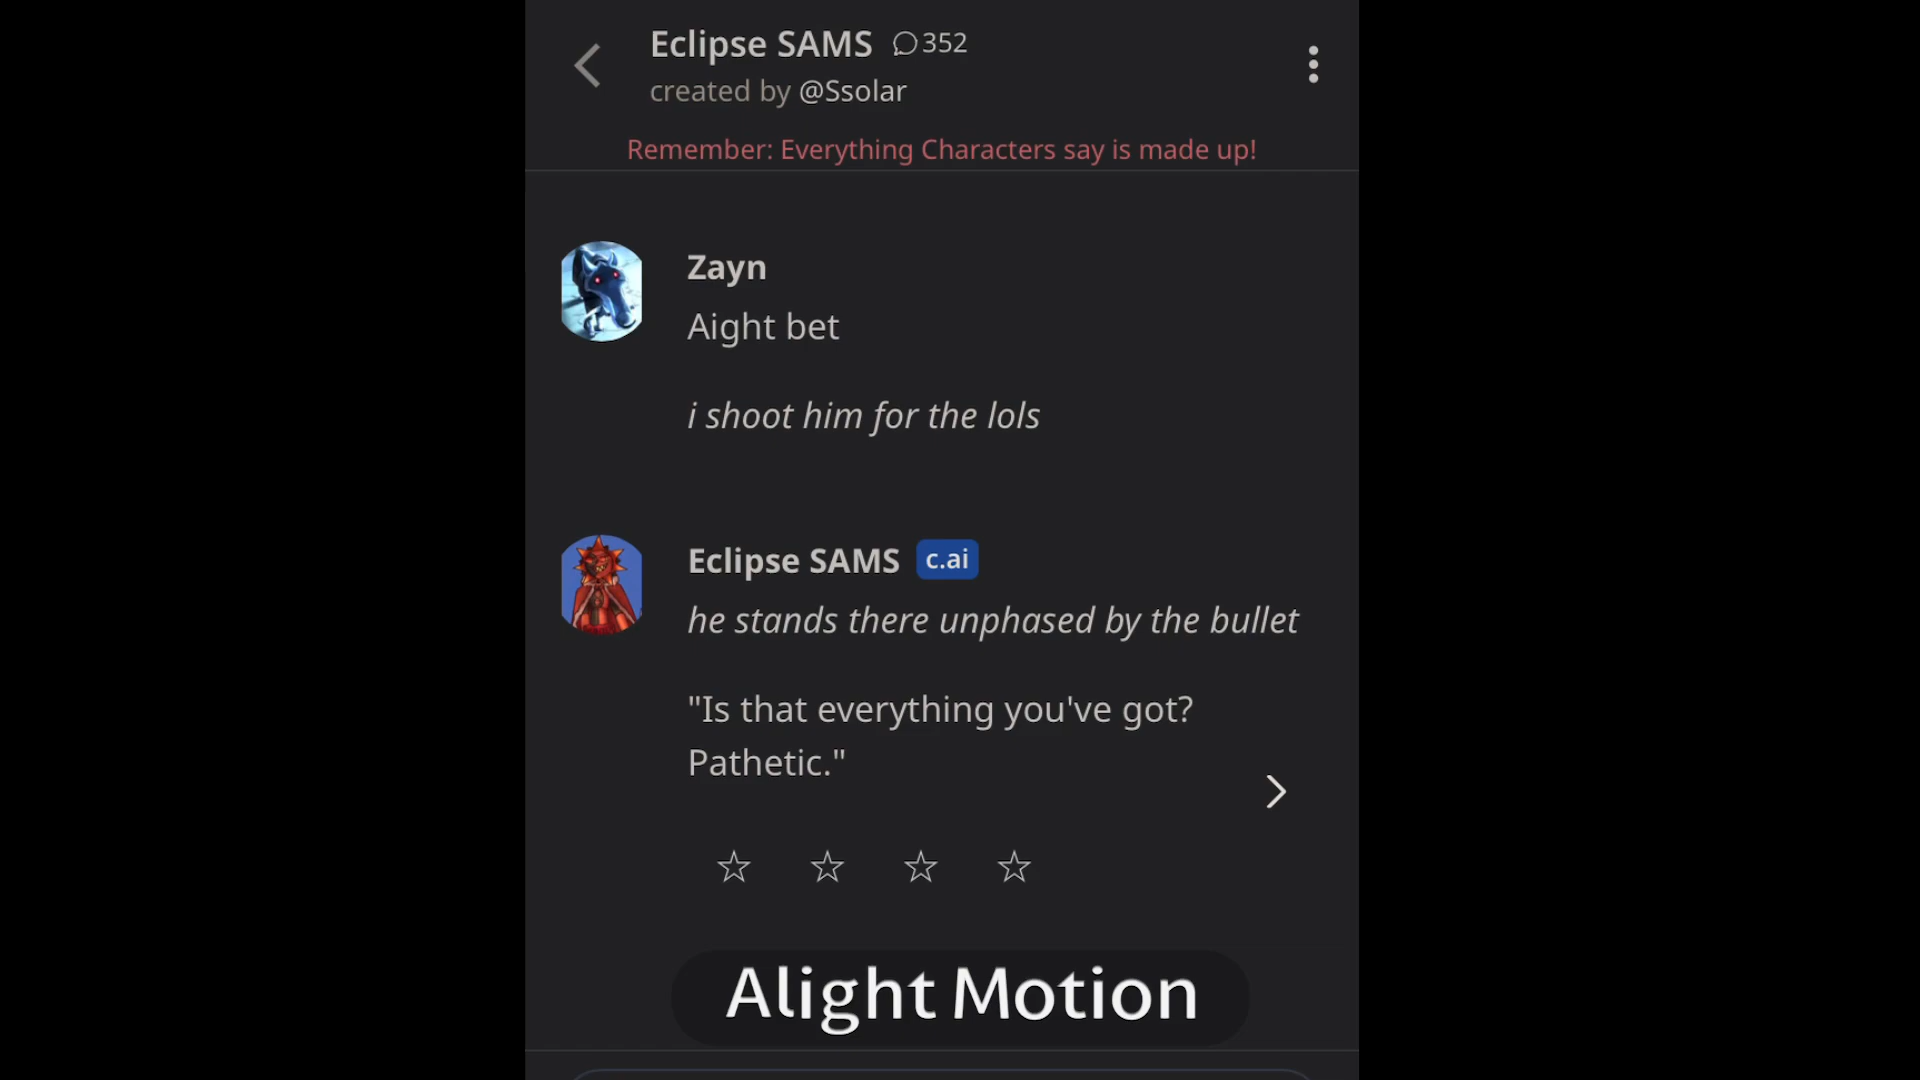 Eclipse SAMS 352
created by @Ssolar
Remember: Everything Characters say is made up!
Zayn
Aight bet
i shoot him for the lols
Eclipse SAMS c.ai
he stands there unphased by the bullet
"Is that everything you've got?
Pathetic."
Alight Motion